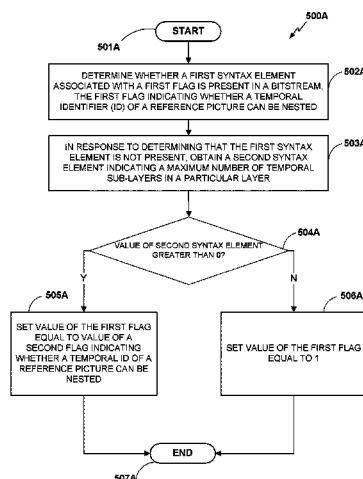 500A
START
501A
502A
DETERMINE WHETHER A FIRST SYNTAX ELEMENT
ASSOCIATED WITH A FIRST FLAG IS PRESENT IN A BITSTREAM,
THE FIRST FLAG INDICATING WHETHER A TEMPORAL
IDENTIFIER (ID) OF A REFERENCE PICTURE CAN BE NESTED
503A
IN RESPONSE TO DETERMINING THAT THE FIRST SYNTAX
ELEMENT IS NOT PRESENT, OBTAIN A SECOND SYNTAX
ELEMENT INDICATING A MAXIMUM NUMBER OF TEMPORAL
SUB-LAYERS IN A PARTICULAR LAYER
504A
VALUE OF SECOND SYNTAX ELEMENT
GREATER THAN 0?
Y
N
505A
SET VALUE OF THE FIRST FLAG
EQUAL TO VALUE OF A
SECOND FLAG INDICATING
WHETHER A TEMPORAL ID OF A
REFERENCE PICTURE CAN BE
NESTED
506A
SET VALUE OF THE FIRST FLAG
EQUAL TO 1
END
507A